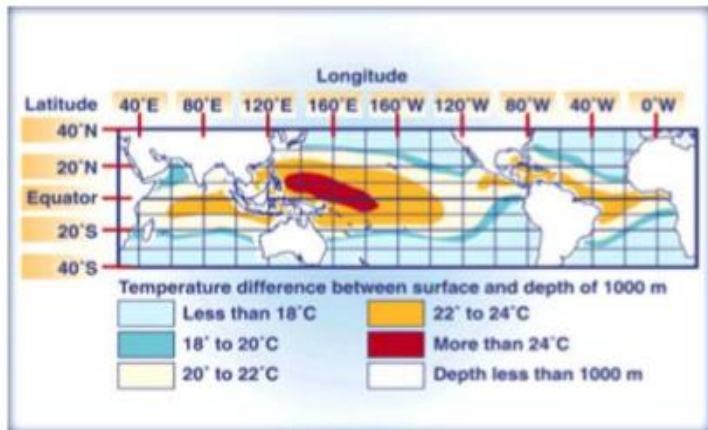 Longitude
Latitude 40°E 80°E 120°E 160°E 160°W 120°W 80°W 40°W 0°W
40°N
20°N
Equator
20°S
40°S
Temperature difference between surface and depth of 1000 m
Less than 18°C 22° to 24°C
18° to 20°C More than 24°C
20° to 22°C Depth less than 1000 m